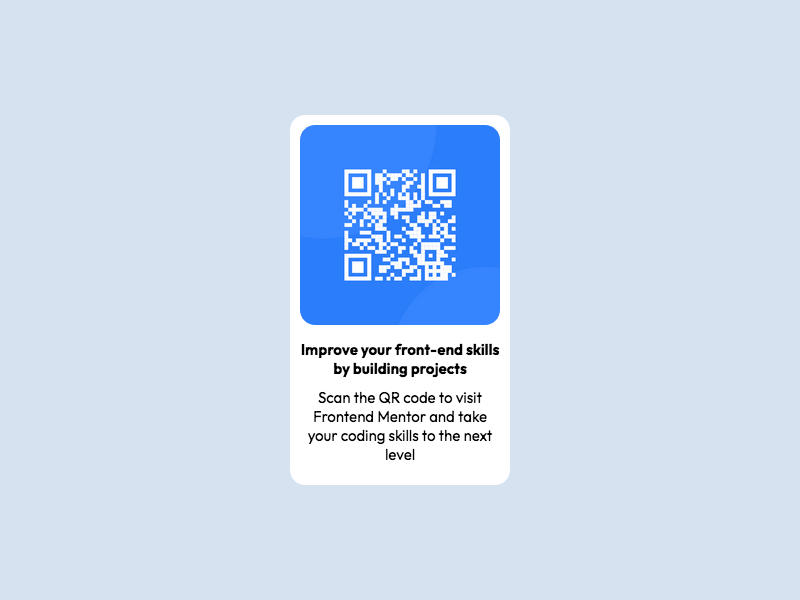 Improve your front-end skills
by building projects
Scan the QR code to visit
Frontend Mentor and take
your coding skills to the next
level